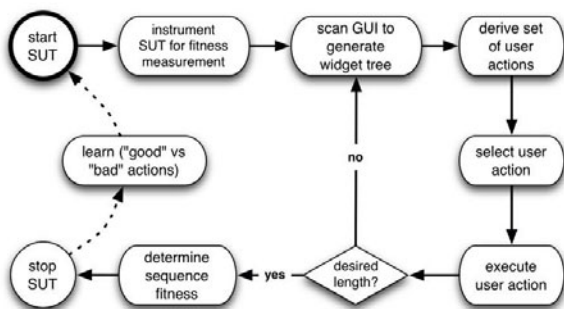 start
SUT
instrument
SUT for fitness
measurement
scan GUI to
generate
widget tree
derive set
of user
actions
learn ("good" vs
"bad" actions)
no
select user
action
stop
SUT
determine
sequence
fitness
yes
desired
length?
execute
user action